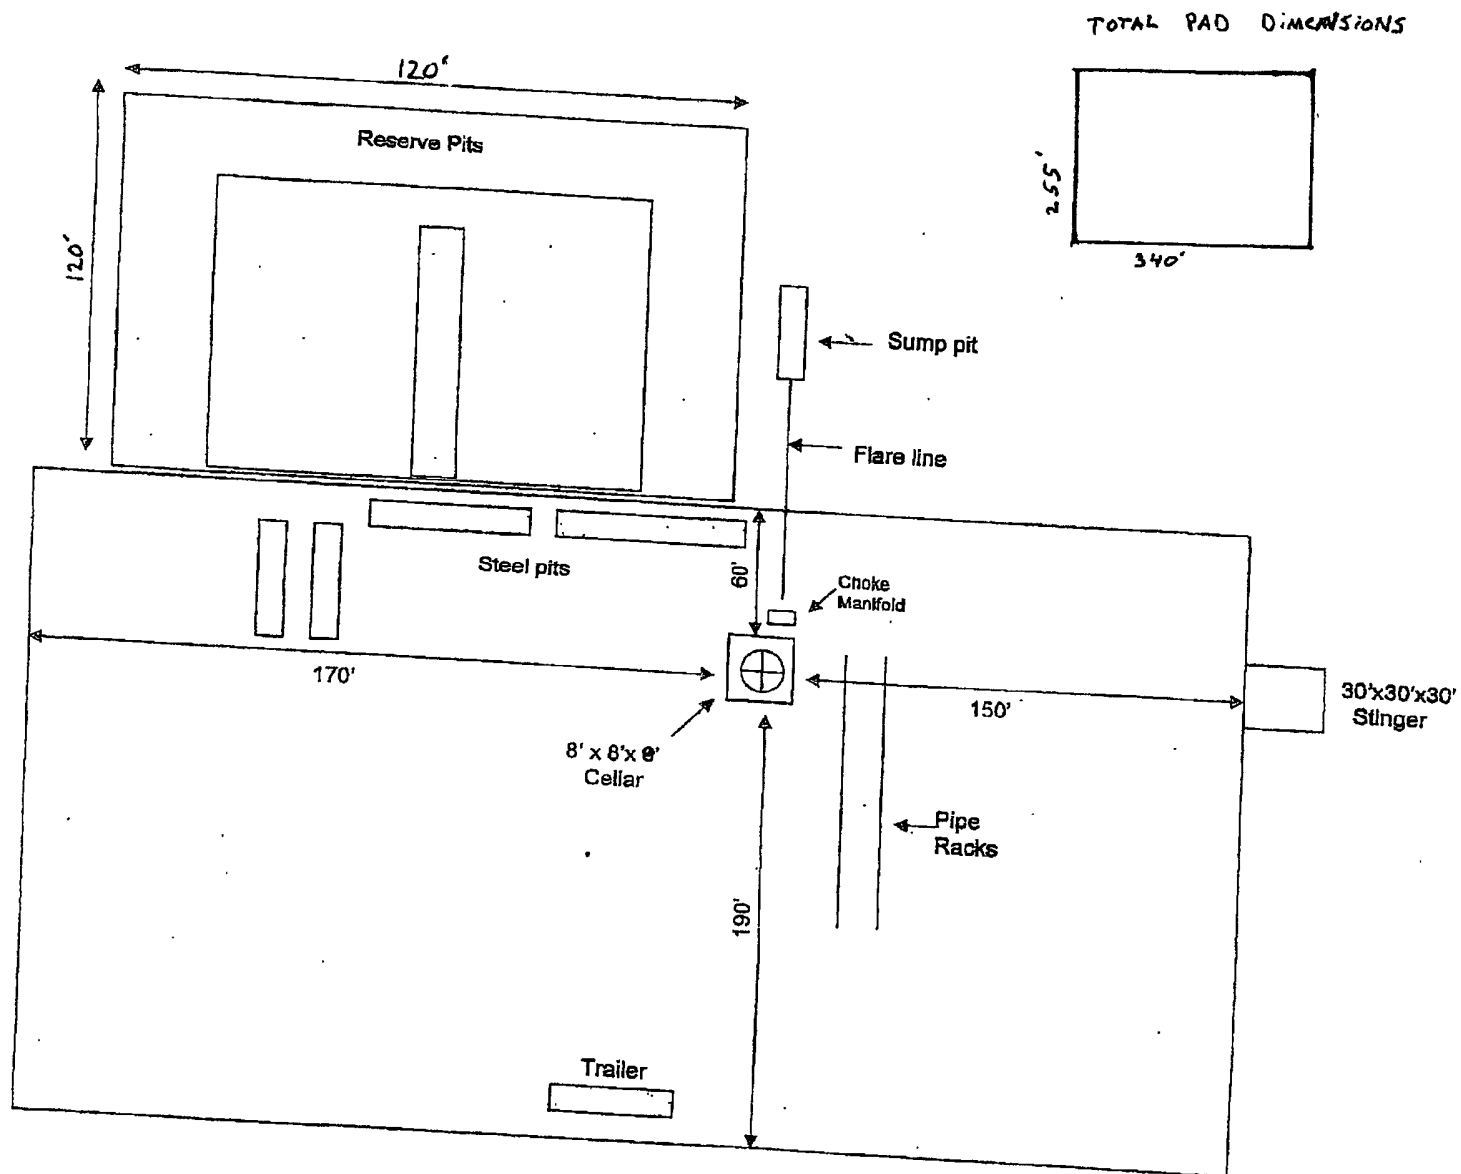 TOTAL PAD DIMENSIONS
120'
Reserve Pits
120'
255'
340'
Sump pit
Flare line
Steel pits
60'
Choke
Manifold
170'
150'
30'x30'x30'
Stinger
8' x 8'x 8'
Cellar
Pipe
Racks
190'
Trailer